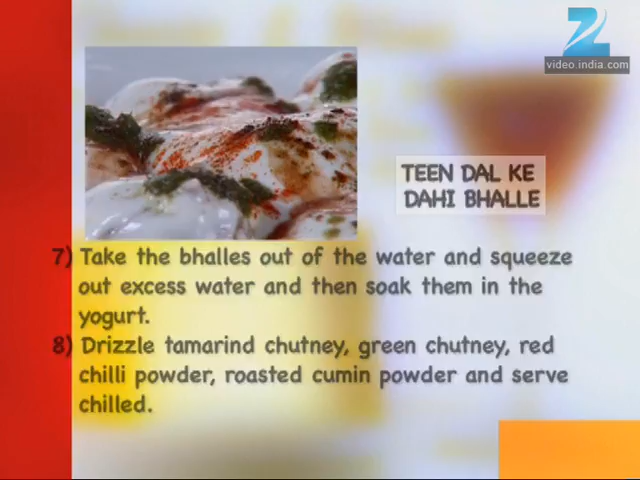 video.india.com
TEEN DAL KE
DAHI BHALLE
7) Take the bhalles out of the water and squeeze
out excess water and then soak them in the
yogurt.
8) Drizzle tamarind chutney, green chutney, red
chilli powder, roasted cumin powder and serve
chilled.